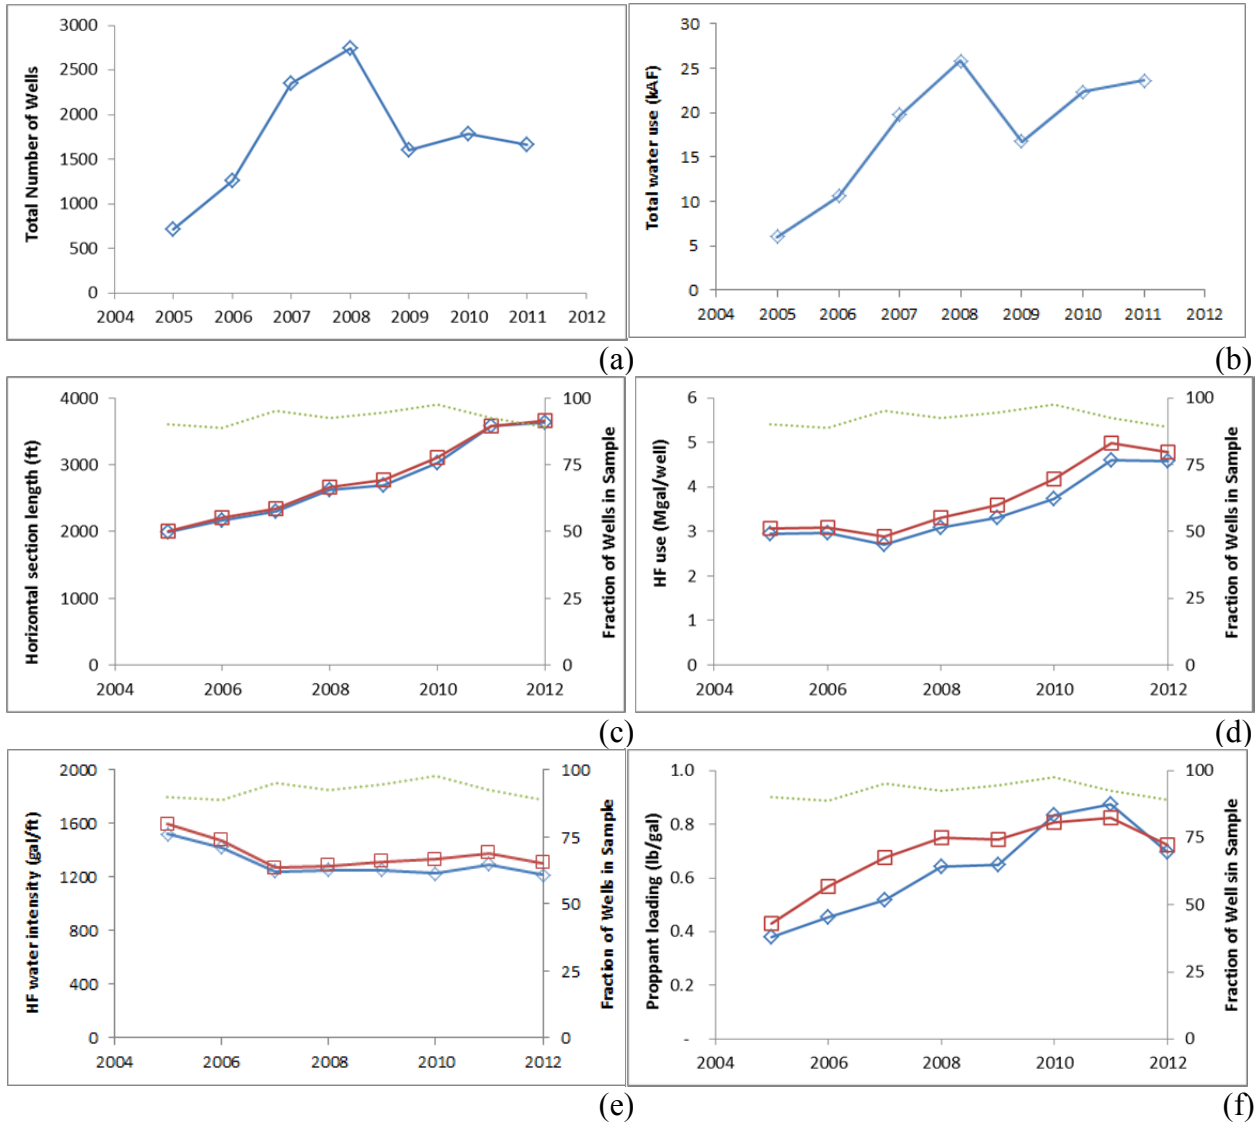 Total Number of Wells
3000
2500
2000
1500
1000
500
0
2004 2005 2006 2007 2008 2009 2010 2011 2012
(a)
Total water use (kAF)
30
25
20
15
10
5
0
2004 2005 2006 2007 2008 2009 2010 2011 2012
(b)
Horizontal section length (ft)
4000
3000
2000
1000
0
2004 2006 2008 2010 2012
100
75
50
25
0
Fraction of Wells in Sample
(c)
HF use (Mgal/well)
6
5
4
3
2
1
0
2004 2006 2008 2010 2012
100
75
50
25
0
Fraction of Wells in Sample
(d)
HF water intensity (gal/ft)
2000
1600
1200
800
400
0
2004 2006 2008 2010 2012
100
75
50
25
0
Fraction of Wells in Sample
(e)
Proppant loading (lb/gal)
1.0
0.8
0.6
0.4
0.2
-
2004 2006 2008 2010 2012
100
75
50
25
0
Fraction of Well sin Sample
(f)